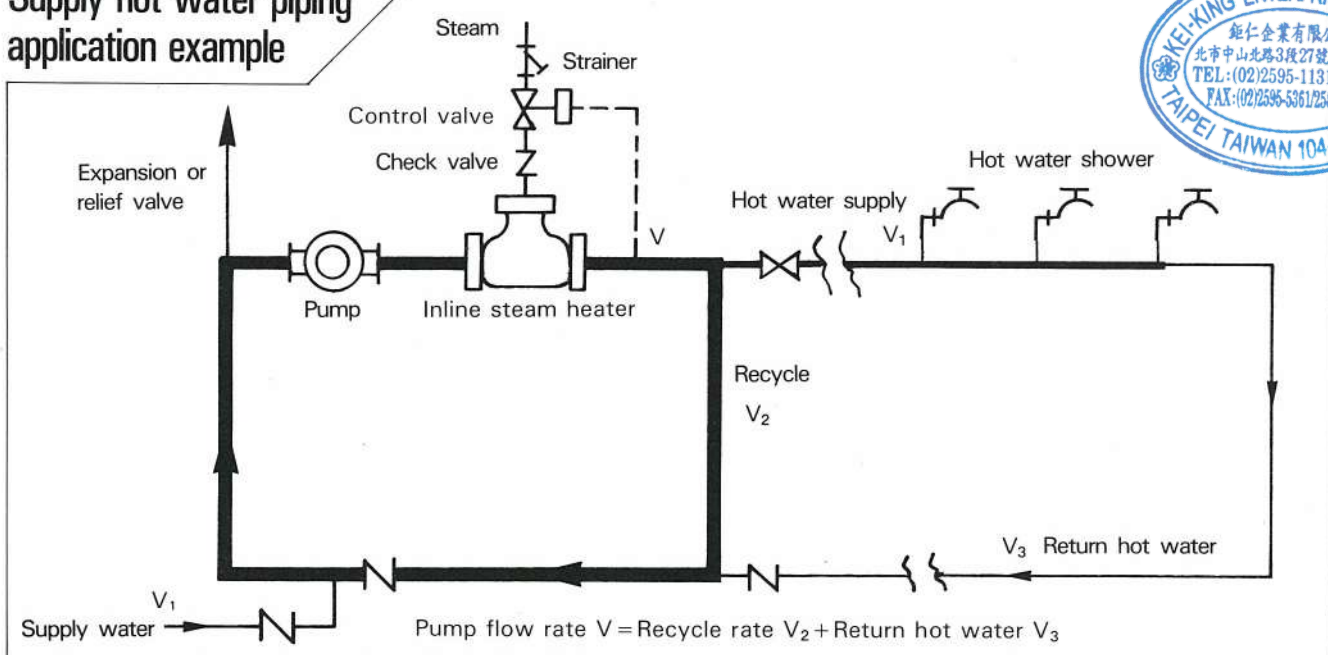 Supply hot water piping
application example
Steam
Strainer
Control valve
Check valve
Expansion or
relief valve
Pump
Inline steam heater
V
Hot water supply
V₁
Hot water shower
Recycle
V₂
V₃ Return hot water
V₁
Supply water
Pump flow rate V = Recycle rate V₂ + Return hot water V₃
KEI-KING
鉅仁企業有限
北市中山北路3段27號
TEL:(02)2595-1131
FAX:(02)2595-5361/25
TAIPEI TAIWAN 104